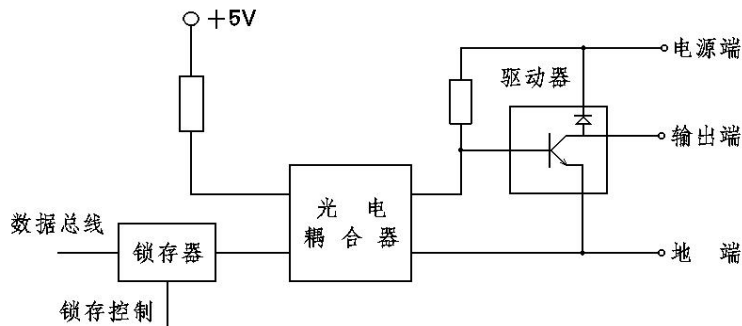 +5V
电源端
驱动器
输出端
光 电
耦 合 器
数据总线
锁存器
地 端
锁存控制